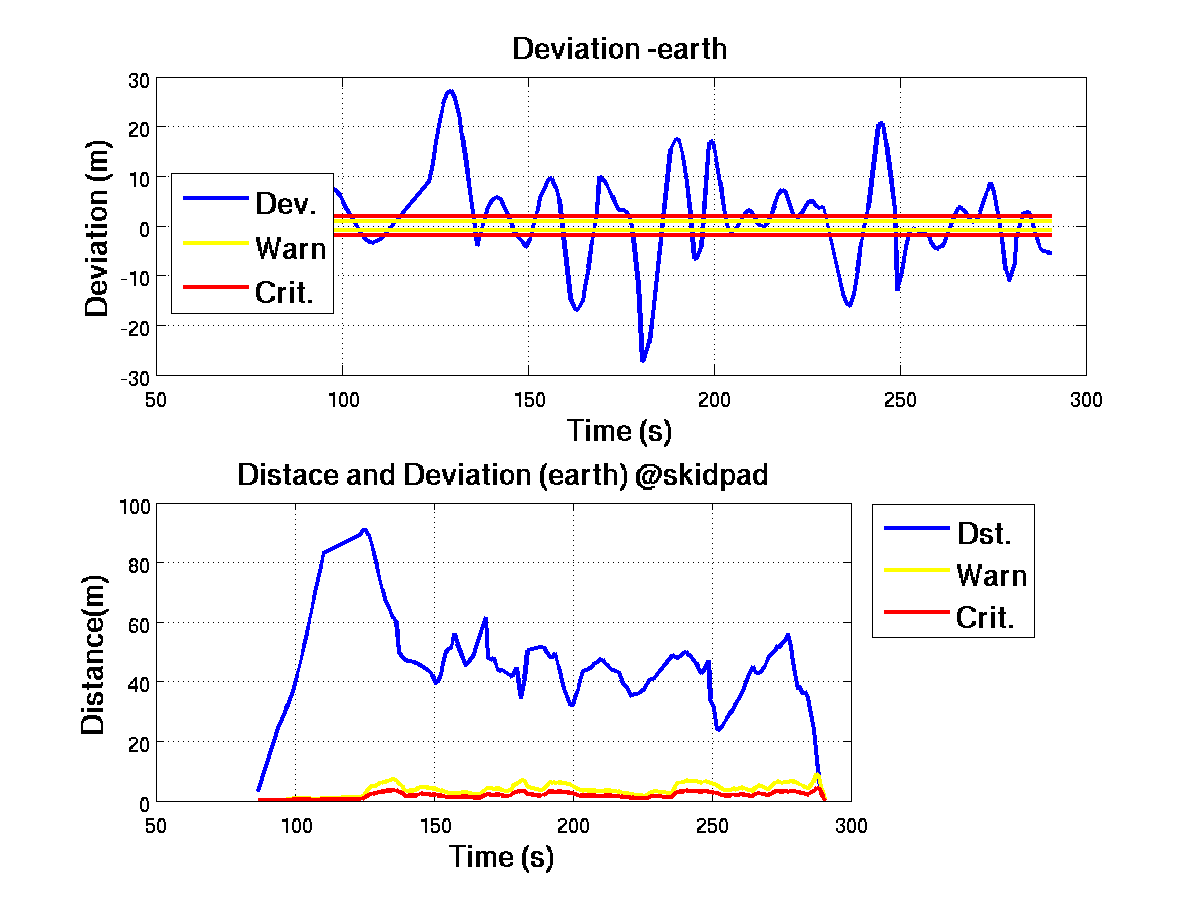 Deviation -earth
30
20
10
0
-10
-20
-30
Deviation (m)
Dev.
Warn
Crit.
50 100 150 200 250 300
Time (s)
Distace and Deviation (earth) @skidpad
100
80
60
40
20
0
Distance(m)
Dst.
Warn
Crit.
50 100 150 200 250 300
Time (s)